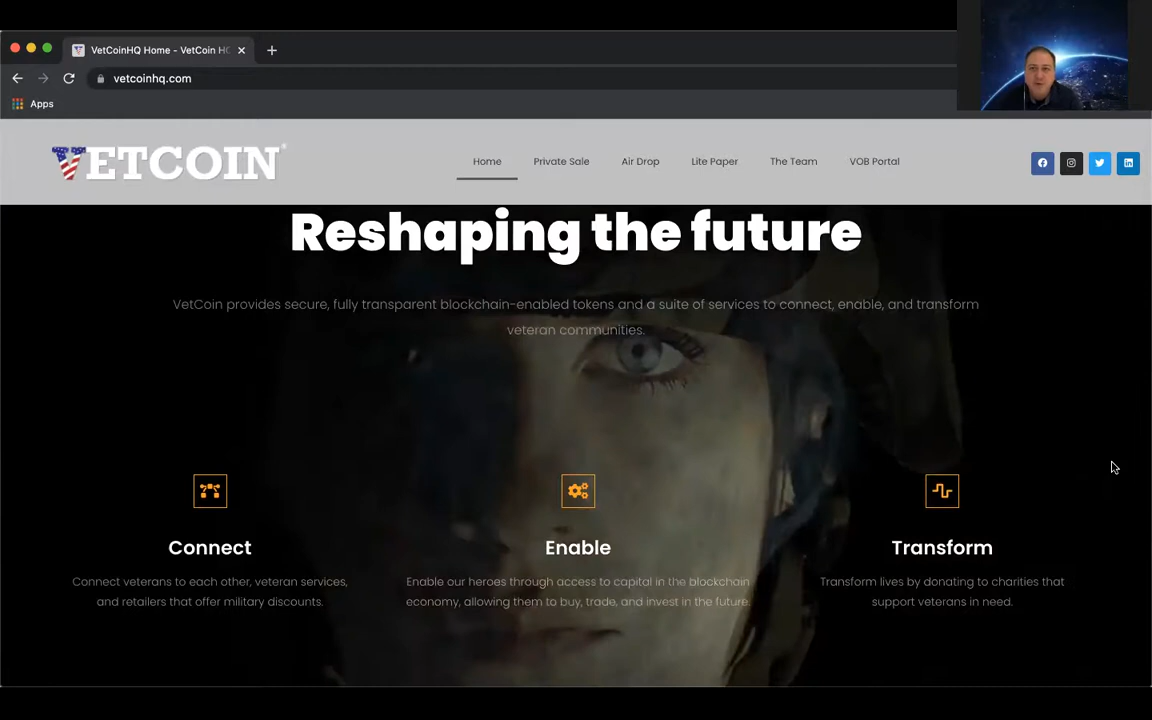 VetCoinHQ Home - VetCoin HC
vetcoinhq.com
Apps
VETCOIN®
Home Private Sale Air Drop Lite Paper The Team VOB Portal
Reshaping the future
VetCoin provides secure, fully transparent blockchain-enabled tokens and a suite of services to connect, enable, and transform
veteran communities.
Connect
Connect veterans to each other, veteran services,
and retailers that offer military discounts.
Enable
Enable our heroes through access to capital in the blockchain
economy, allowing them to buy, trade, and invest in the future.
Transform
Transform lives by donating to charities that
support veterans in need.